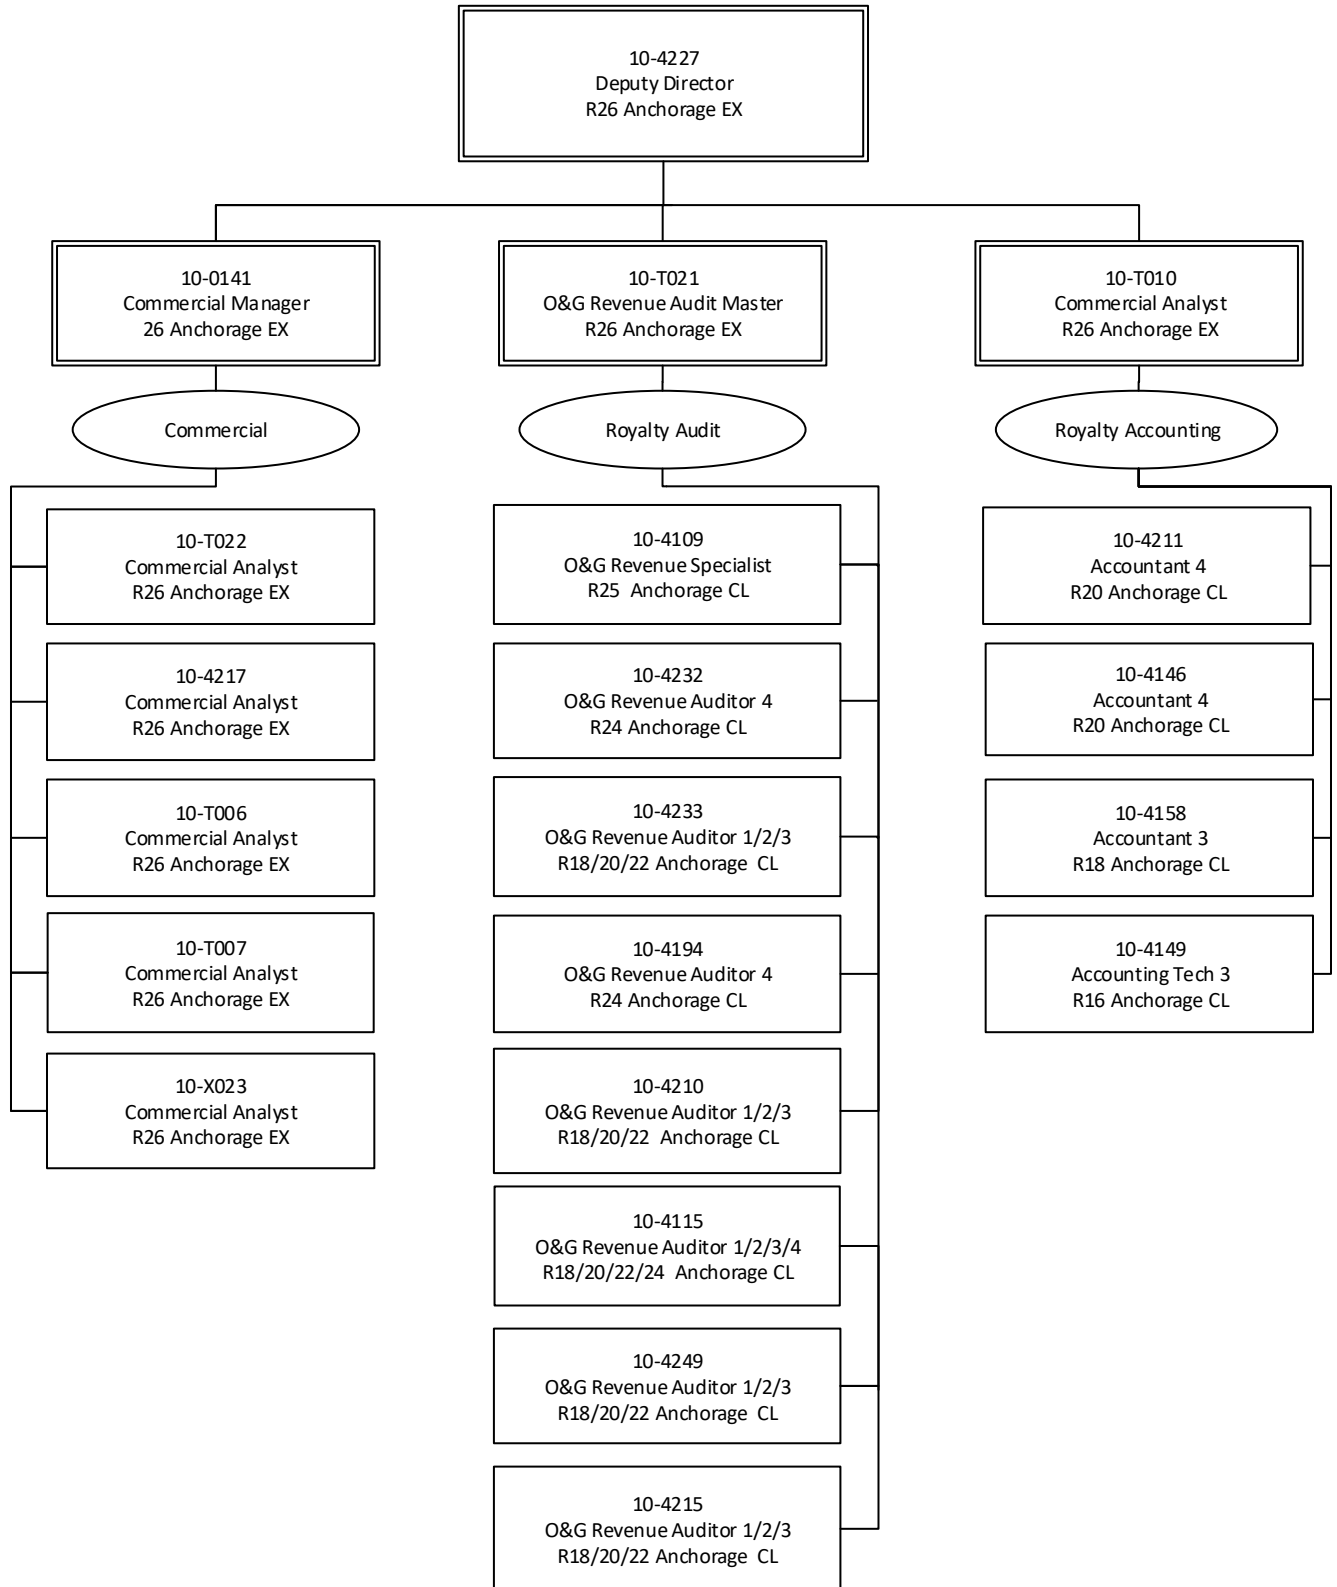 10-4227
Deputy Director
R26 Anchorage EX
10-0141
Commercial Manager
26 Anchorage EX
10-T021
O&G Revenue Audit Master
R26 Anchorage EX
10-T010
Commercial Analyst
R26 Anchorage EX
Commercial
Royalty Audit
Royalty Accounting
10-T022
Commercial Analyst
R26 Anchorage EX
10-4217
Commercial Analyst
R26 Anchorage EX
10-T006
Commercial Analyst
R26 Anchorage EX
10-T007
Commercial Analyst
R26 Anchorage EX
10-X023
Commercial Analyst
R26 Anchorage EX
10-4109
O&G Revenue Specialist
R25 Anchorage CL
10-4232
O&G Revenue Auditor 4
R24 Anchorage CL
10-4233
O&G Revenue Auditor 1/2/3
R18/20/22 Anchorage CL
10-4194
O&G Revenue Auditor 4
R24 Anchorage CL
10-4210
O&G Revenue Auditor 1/2/3
R18/20/22 Anchorage CL
10-4115
O&G Revenue Auditor 1/2/3/4
R18/20/22/24 Anchorage CL
10-4249
O&G Revenue Auditor 1/2/3
R18/20/22 Anchorage CL
10-4215
O&G Revenue Auditor 1/2/3
R18/20/22 Anchorage CL
10-4211
Accountant 4
R20 Anchorage CL
10-4146
Accountant 4
R20 Anchorage CL
10-4158
Accountant 3
R18 Anchorage CL
10-4149
Accounting Tech 3
R16 Anchorage CL